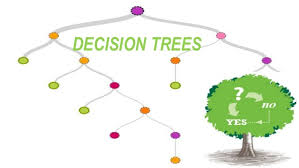 DECISION TREES
?
no
YES